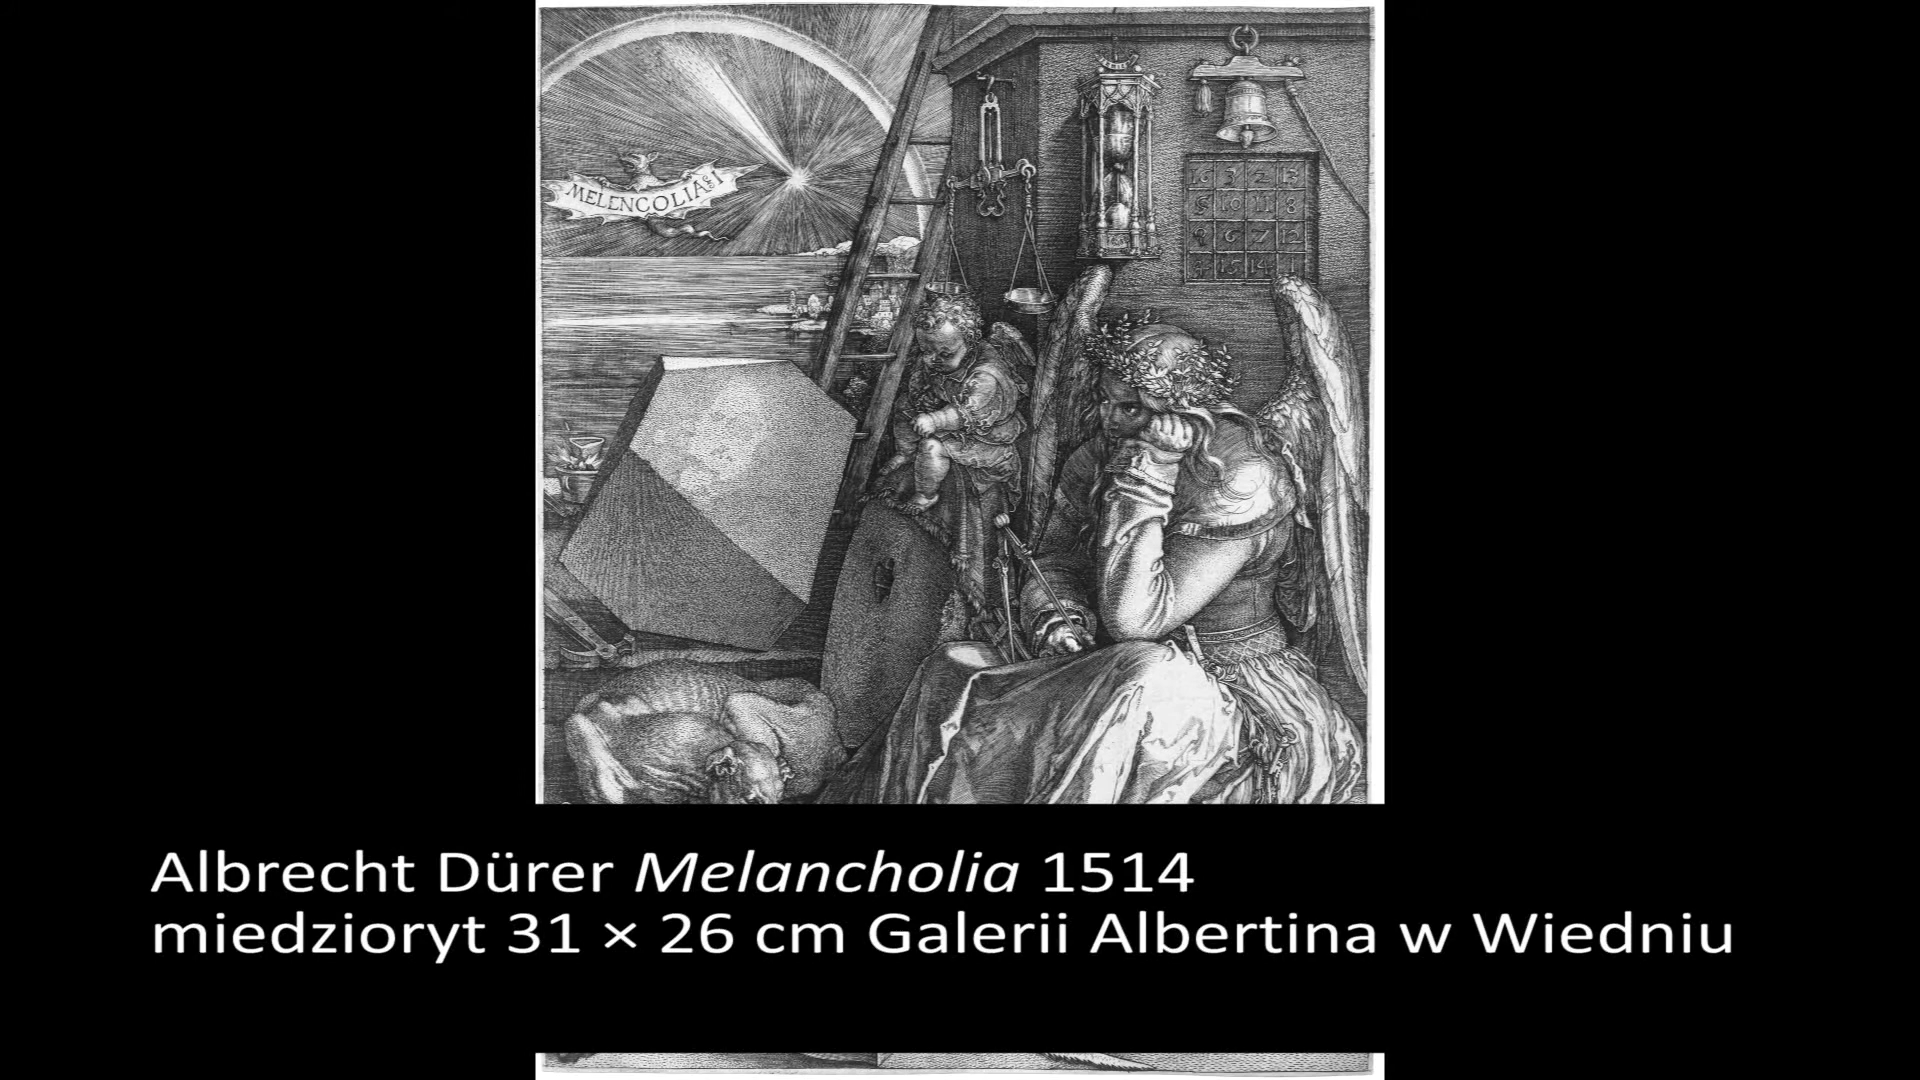 MELENCOLIA§I
16 3 2 13
5 10 11 8
9 6 7 12
4 15 14 1
Albrecht Dürer Melancholia 1514
miedzioryt 31 × 26 cm Galerii Albertina w Wiedniu